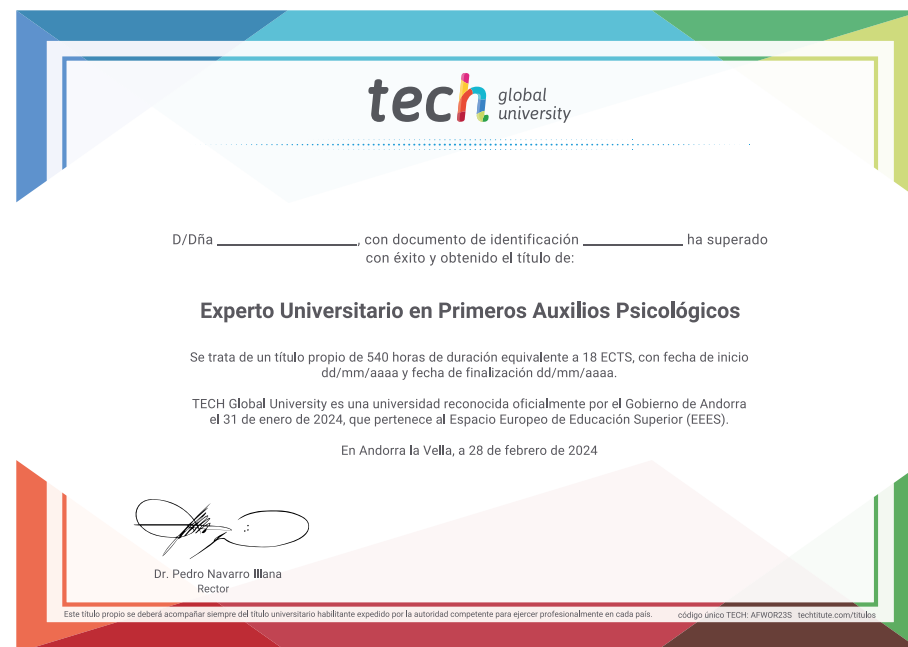 tech global university
D/Dña , con documento de identificación ha superado
con éxito y obtenido el título de:
Experto Universitario en Primeros Auxilios Psicológicos
Se trata de un título propio de 540 horas de duración equivalente a 18 ECTS, con fecha de inicio
dd/mm/aaaa y fecha de finalización dd/mm/aaaa.
TECH Global University es una universidad reconocida oficialmente por el Gobierno de Andorra
el 31 de enero de 2024, que pertenece al Espacio Europeo de Educación Superior (EEES).
En Andorra la Vella, a 28 de febrero de 2024
Dr. Pedro Navarro Illana
Rector
Este título propio se deberá acompañar siempre del título universitario habilitante expedido por la autoridad competente para ejercer profesionalmente en cada país. código único TECH: AFWOR23S techtitute.com/titulos